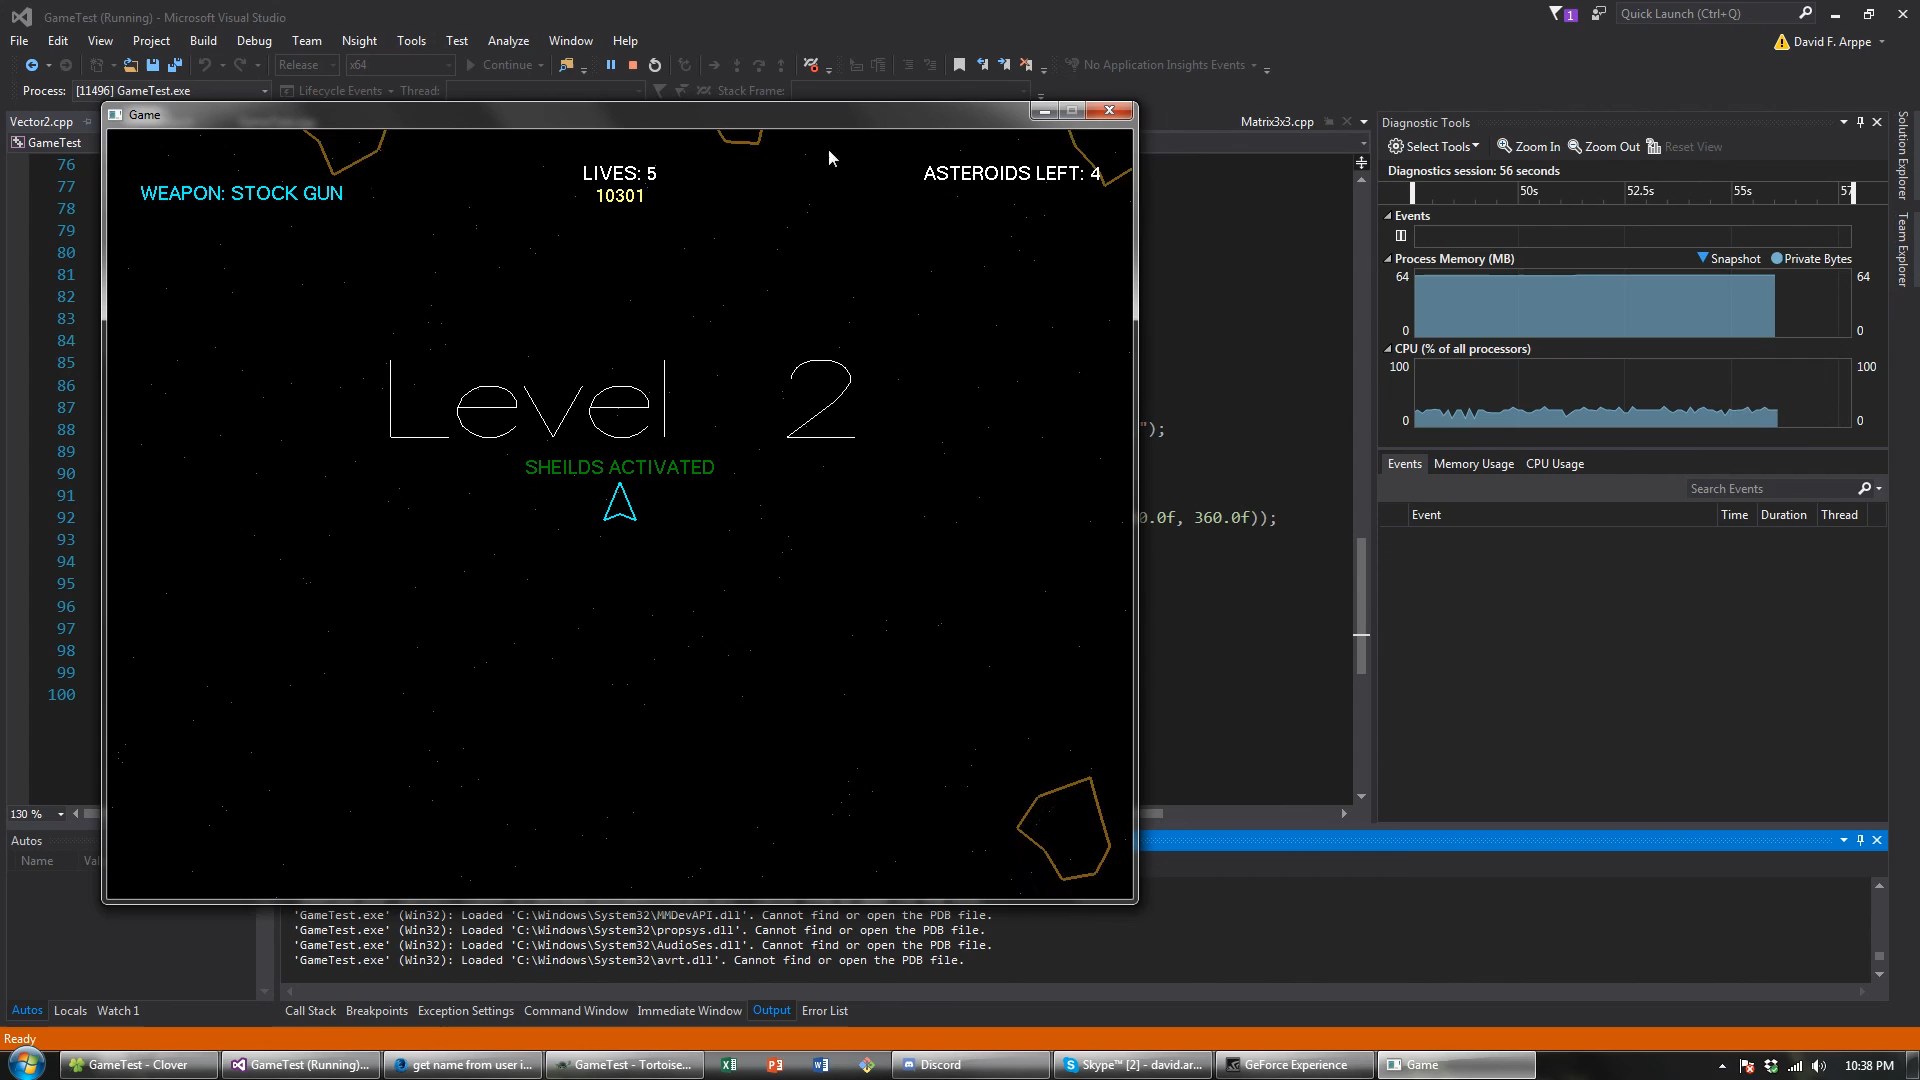 GameTest (Running) - Microsoft Visual Studio
1
Quick Launch (Ctrl+Q)
File Edit View Project Build Debug Team Nsight Tools Test Analyze Window Help
David F. Arppe
Release x64 Continue No Application Insights Events
Process: [11496] GameTest.exe Lifecycle Events Thread: Stack Frame:
Vector2.cpp
Game
Matrix3x3.cpp
GameTest
Diagnostic Tools
Select Tools Zoom In Zoom Out Reset View
Diagnostics session: 56 seconds
50s 52.5s 55s 57
Events
Process Memory (MB) Snapshot Private Bytes
64 64
0 0
CPU (% of all processors)
100 100
0 0
Events Memory Usage CPU Usage
Search Events
Event Time Duration Thread
Solution Explorer
Team Explorer
WEAPON: STOCK GUN
LIVES: 5
10301
ASTEROIDS LEFT: 4
Level 2
SHEILDS ACTIVATED
76
77
78
79
80
81
82
83
84
85
86
87
88
89
90
91
92
93
94
95
96
97
98
99
100
");
0.0f, 360.0f));
130 %
Autos
Name Val
'GameTest.exe' (Win32): Loaded 'C:\Windows\System32\MMDevAPI.dll'. Cannot find or open the PDB file.
'GameTest.exe' (Win32): Loaded 'C:\Windows\System32\propsys.dll'. Cannot find or open the PDB file.
'GameTest.exe' (Win32): Loaded 'C:\Windows\System32\AudioSes.dll'. Cannot find or open the PDB file.
'GameTest.exe' (Win32): Loaded 'C:\Windows\System32\avrt.dll'. Cannot find or open the PDB file.
Autos Locals Watch 1
Call Stack Breakpoints Exception Settings Command Window Immediate Window Output Error List
Ready
GameTest - Clover
GameTest (Running)...
get name from user i...
GameTest - Tortoise...
Discord
Skype™ [2] - david.ar...
GeForce Experience
Game
10:38 PM